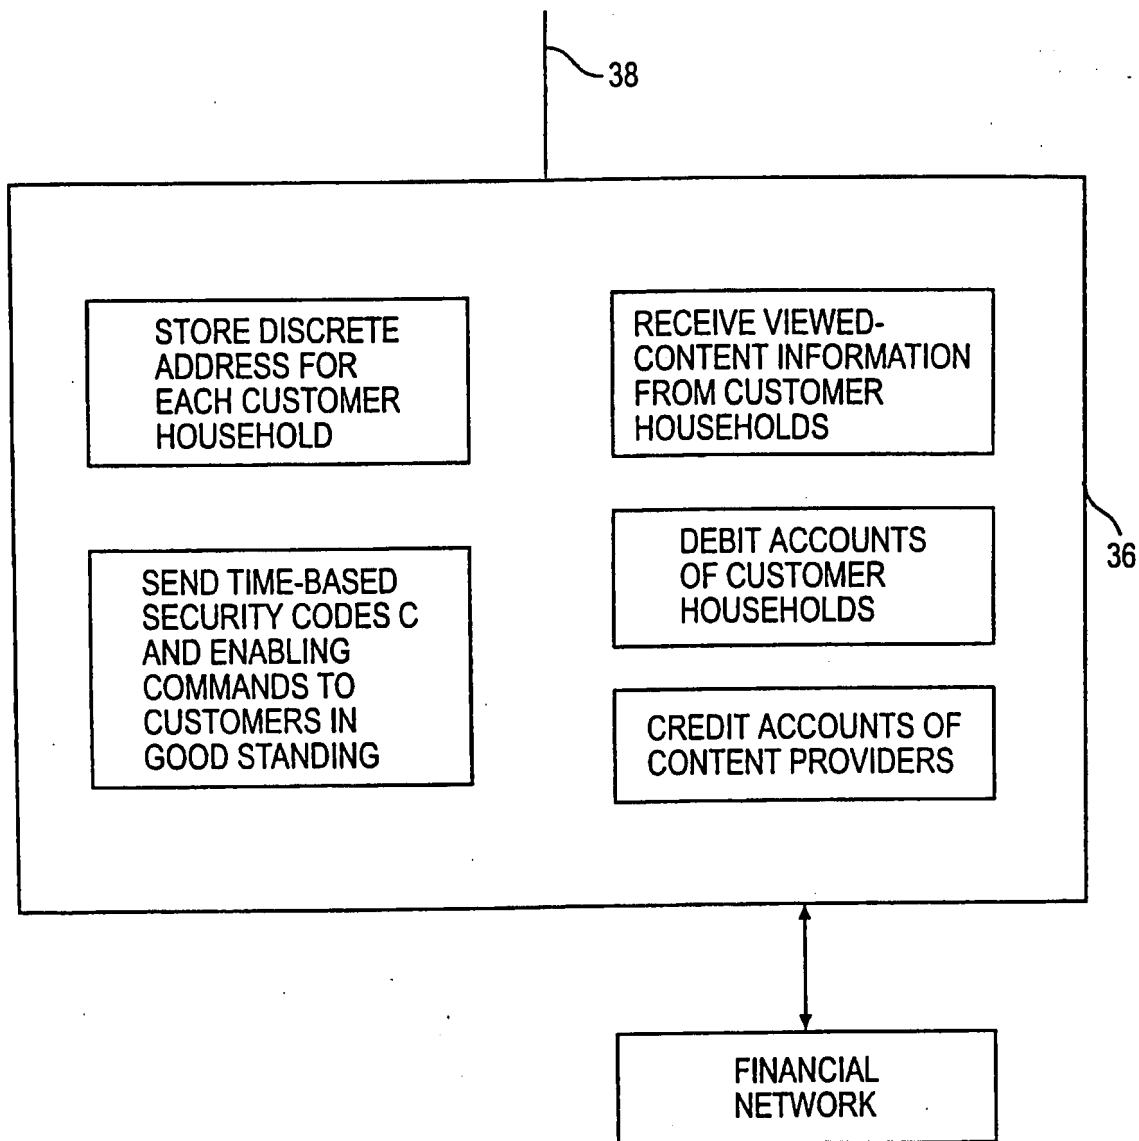 38
STORE DISCRETE
ADDRESS FOR
EACH CUSTOMER
HOUSEHOLD
SEND TIME-BASED
SECURITY CODES C
AND ENABLING
COMMANDS TO
CUSTOMERS IN
GOOD STANDING
RECEIVE VIEWED-
CONTENT INFORMATION
FROM CUSTOMER
HOUSEHOLDS
DEBIT ACCOUNTS
OF CUSTOMER
HOUSEHOLDS
CREDIT ACCOUNTS OF
CONTENT PROVIDERS
36
FINANCIAL
NETWORK